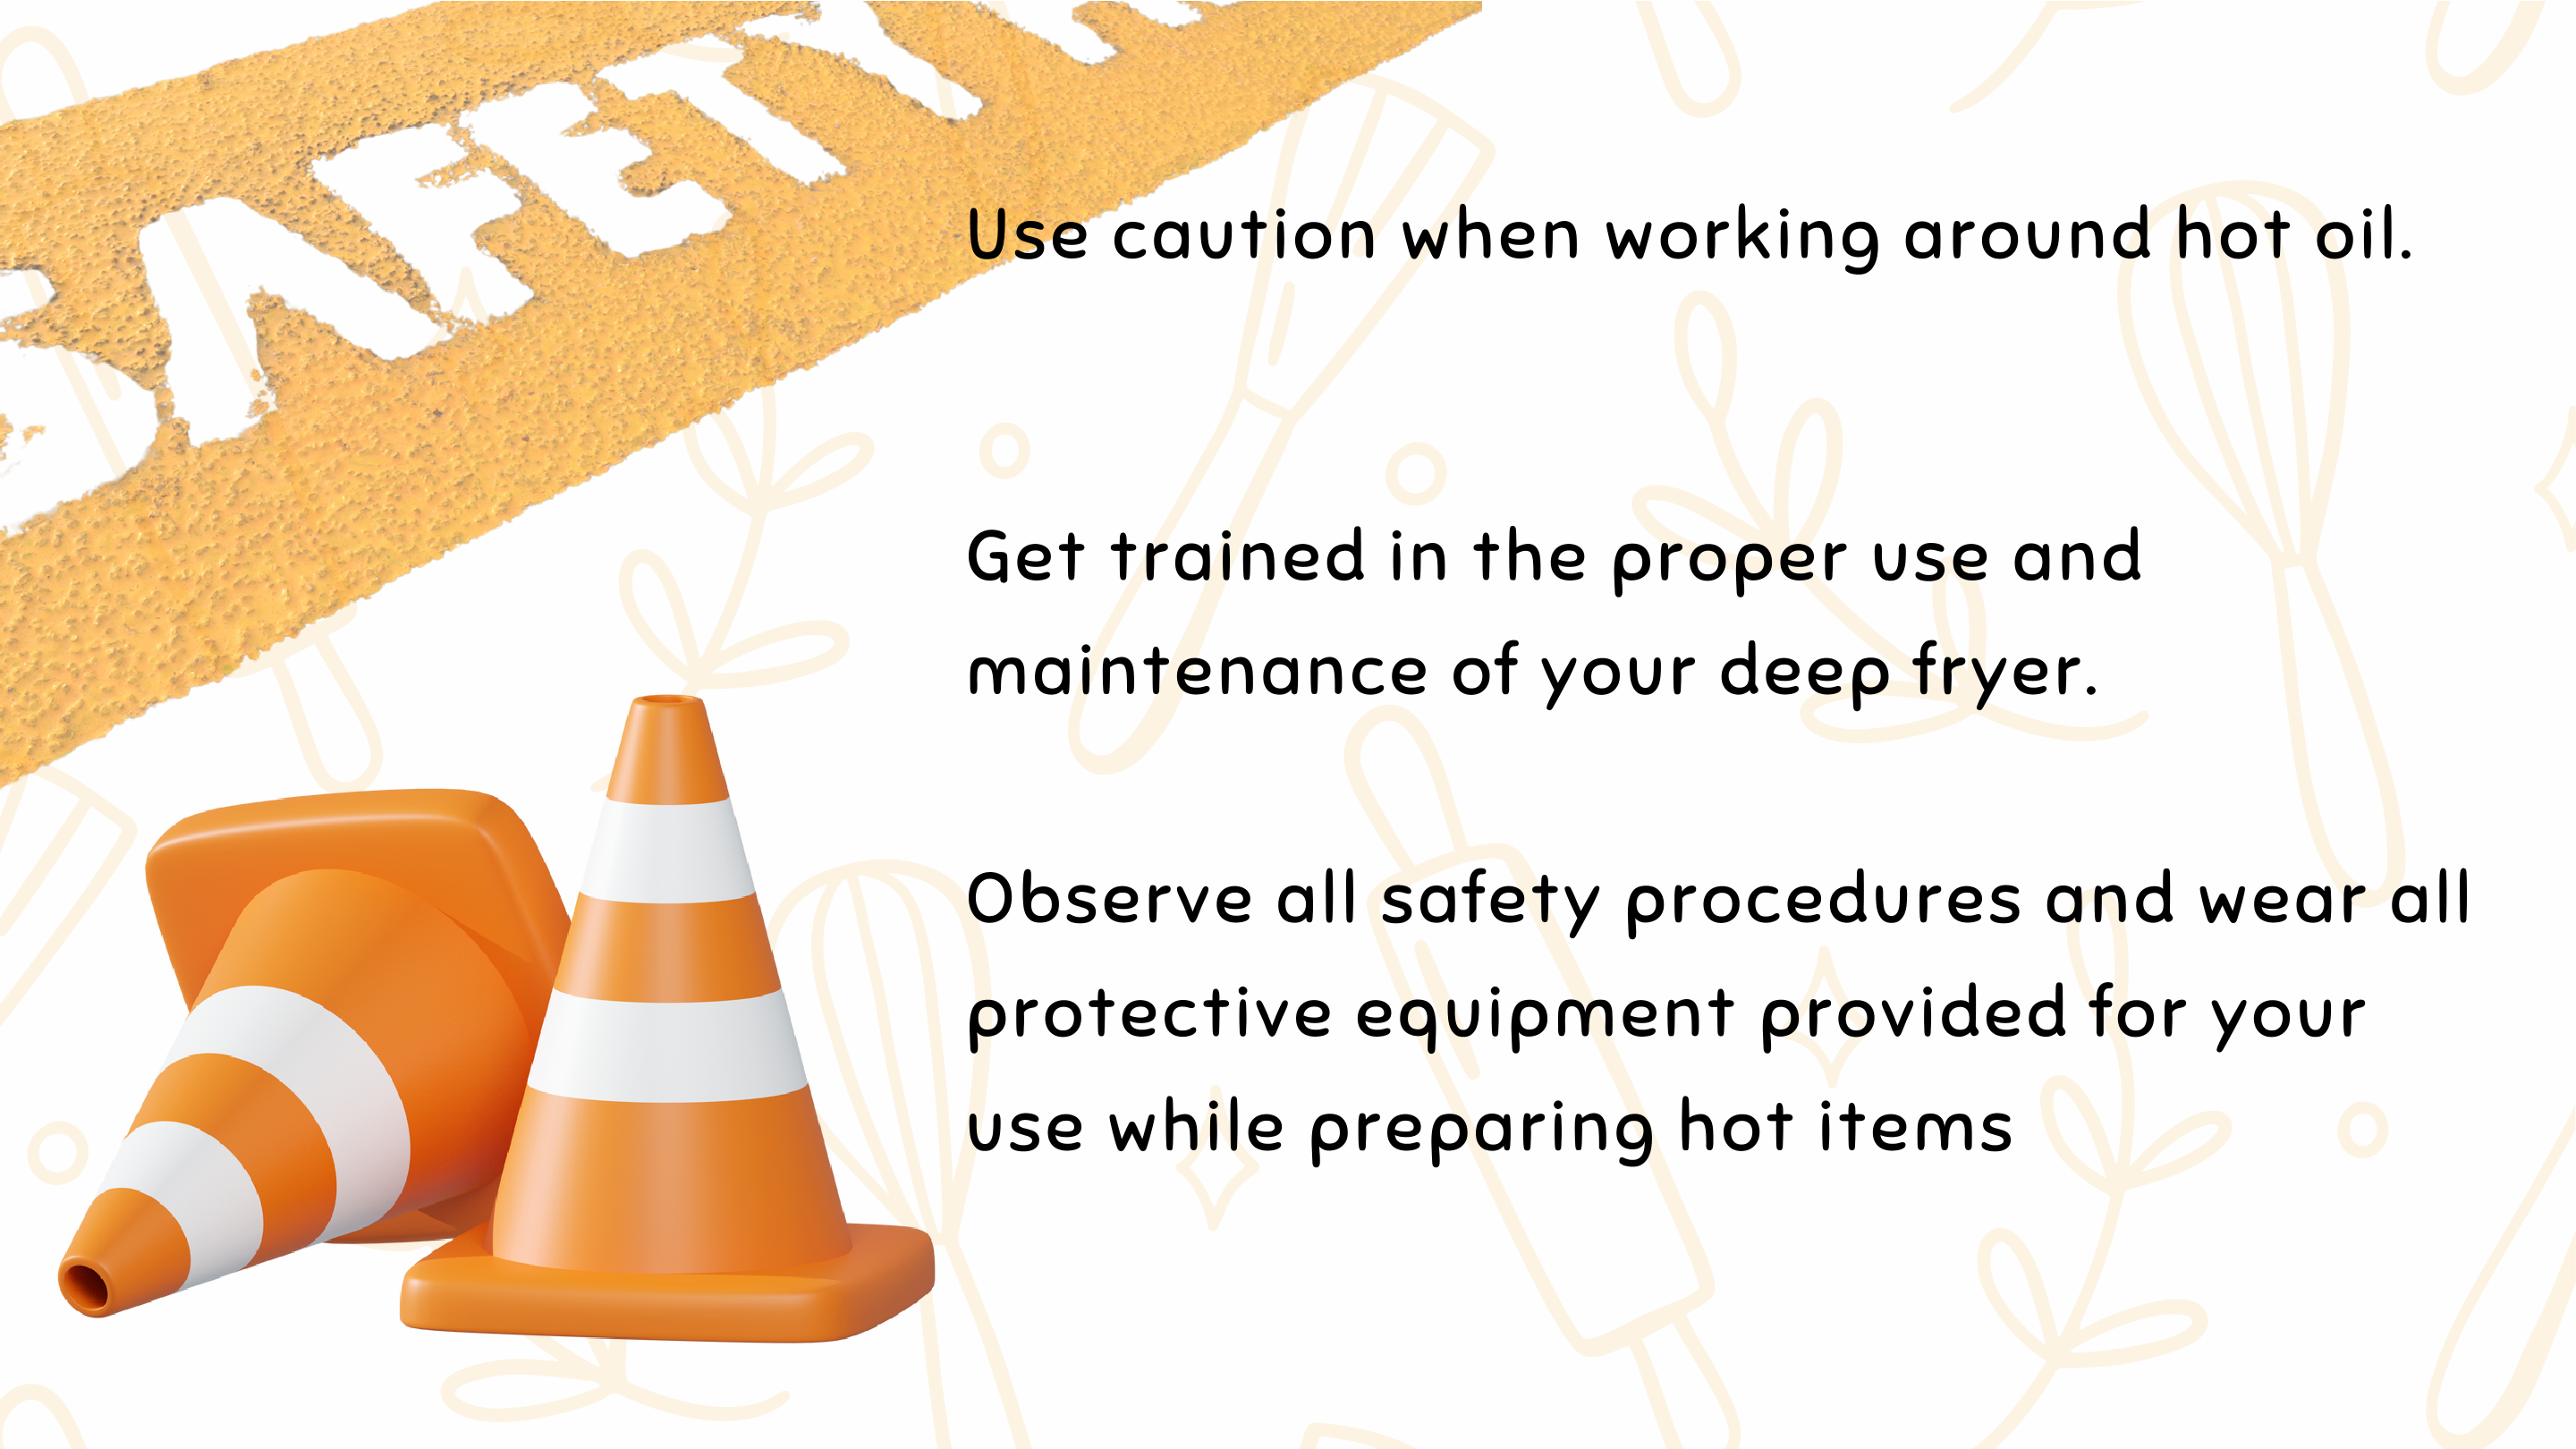 SAFETY
Use caution when working around hot oil.
Get trained in the proper use and
maintenance of your deep fryer.
Observe all safety procedures and wear all
protective equipment provided for your
use while preparing hot items